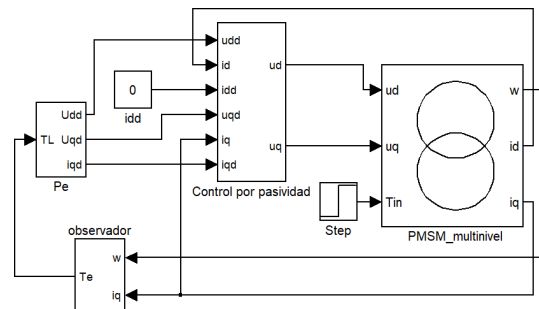 udd
id
idd
uqd
iq
iqd
ud
uq
Control por pasividad
0
idd
TL
Udd
Uqd
iqd
Pe
ud
uq
Tin
w
id
iq
PMSM_multinivel
Step
observador
Te
w
iq